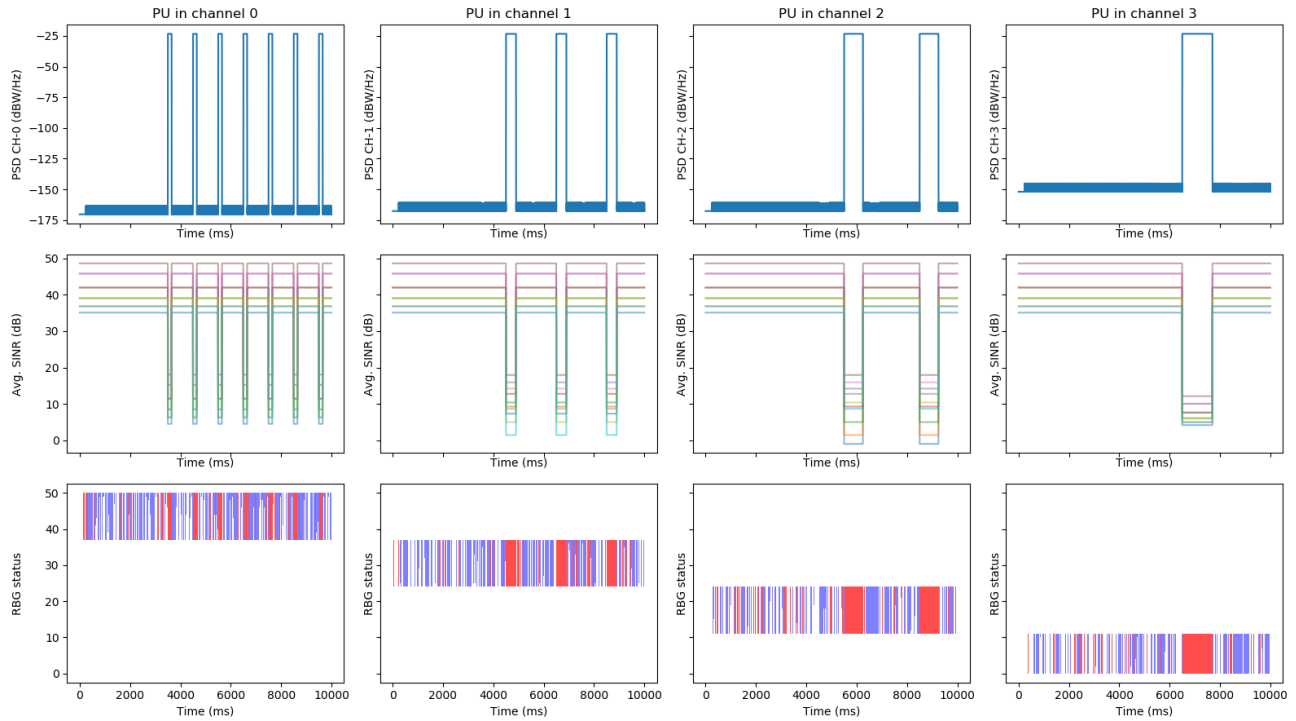 PU in channel 0
PU in channel 1
PU in channel 2
PU in channel 3
PSD CH-0 (dBW/Hz)
−25
−50
−75
−100
−125
−150
−175
Time (ms)
PSD CH-1 (dBW/Hz)
Time (ms)
PSD CH-2 (dBW/Hz)
Time (ms)
PSD CH-3 (dBW/Hz)
Time (ms)
Avg. SINR (dB)
50
40
30
20
10
0
Time (ms)
Avg. SINR (dB)
Time (ms)
Avg. SINR (dB)
Time (ms)
Avg. SINR (dB)
Time (ms)
RBG status
50
40
30
20
10
0
0 2000 4000 6000 8000 10000
Time (ms)
RBG status
0 2000 4000 6000 8000 10000
Time (ms)
RBG status
0 2000 4000 6000 8000 10000
Time (ms)
RBG status
0 2000 4000 6000 8000 10000
Time (ms)